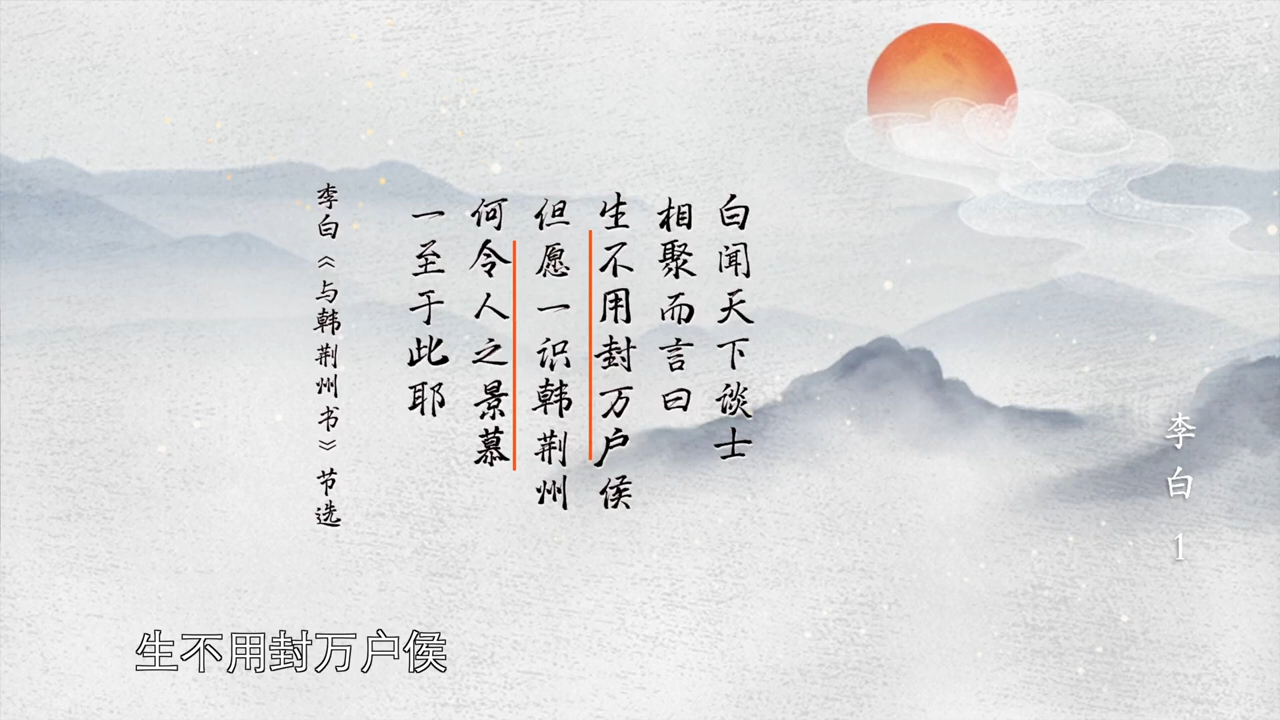 白闻天下谈士
相聚而言曰
生不用封万户侯
但愿一识韩荆州
何令人之景慕
一至于此耶
李白《与韩荆州书》节选
李白 1
生不用封万户侯